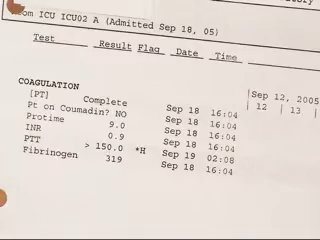 oom ICU ICU02 A (Admitted Sep 18, 05)
Test Result Flag Date Time
COAGULATION |Sep 12, 2005
[PT] Complete Sep 18 16:04 | 12 | 13 |
Pt on Coumadin? NO Sep 18 16:04
Protime 9.0 Sep 18 16:04
INR 0.9 Sep 18 16:04
PTT > 150.0 *H Sep 19 02:08
Fibrinogen 319 Sep 18 16:04